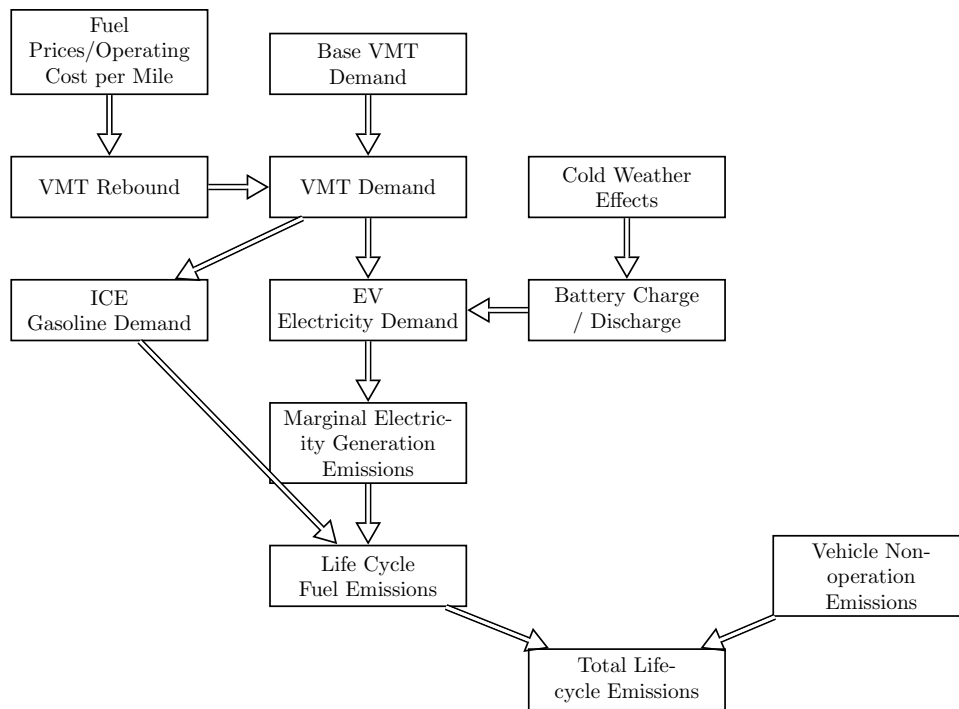 Fuel
Prices/Operating
Cost per Mile
Base VMT
Demand
VMT Rebound
VMT Demand
Cold Weather
Effects
ICE
Gasoline Demand
EV
Electricity Demand
Battery Charge
/ Discharge
Marginal Electric-
ity Generation
Emissions
Life Cycle
Fuel Emissions
Vehicle Non-
operation
Emissions
Total Life-
cycle Emissions